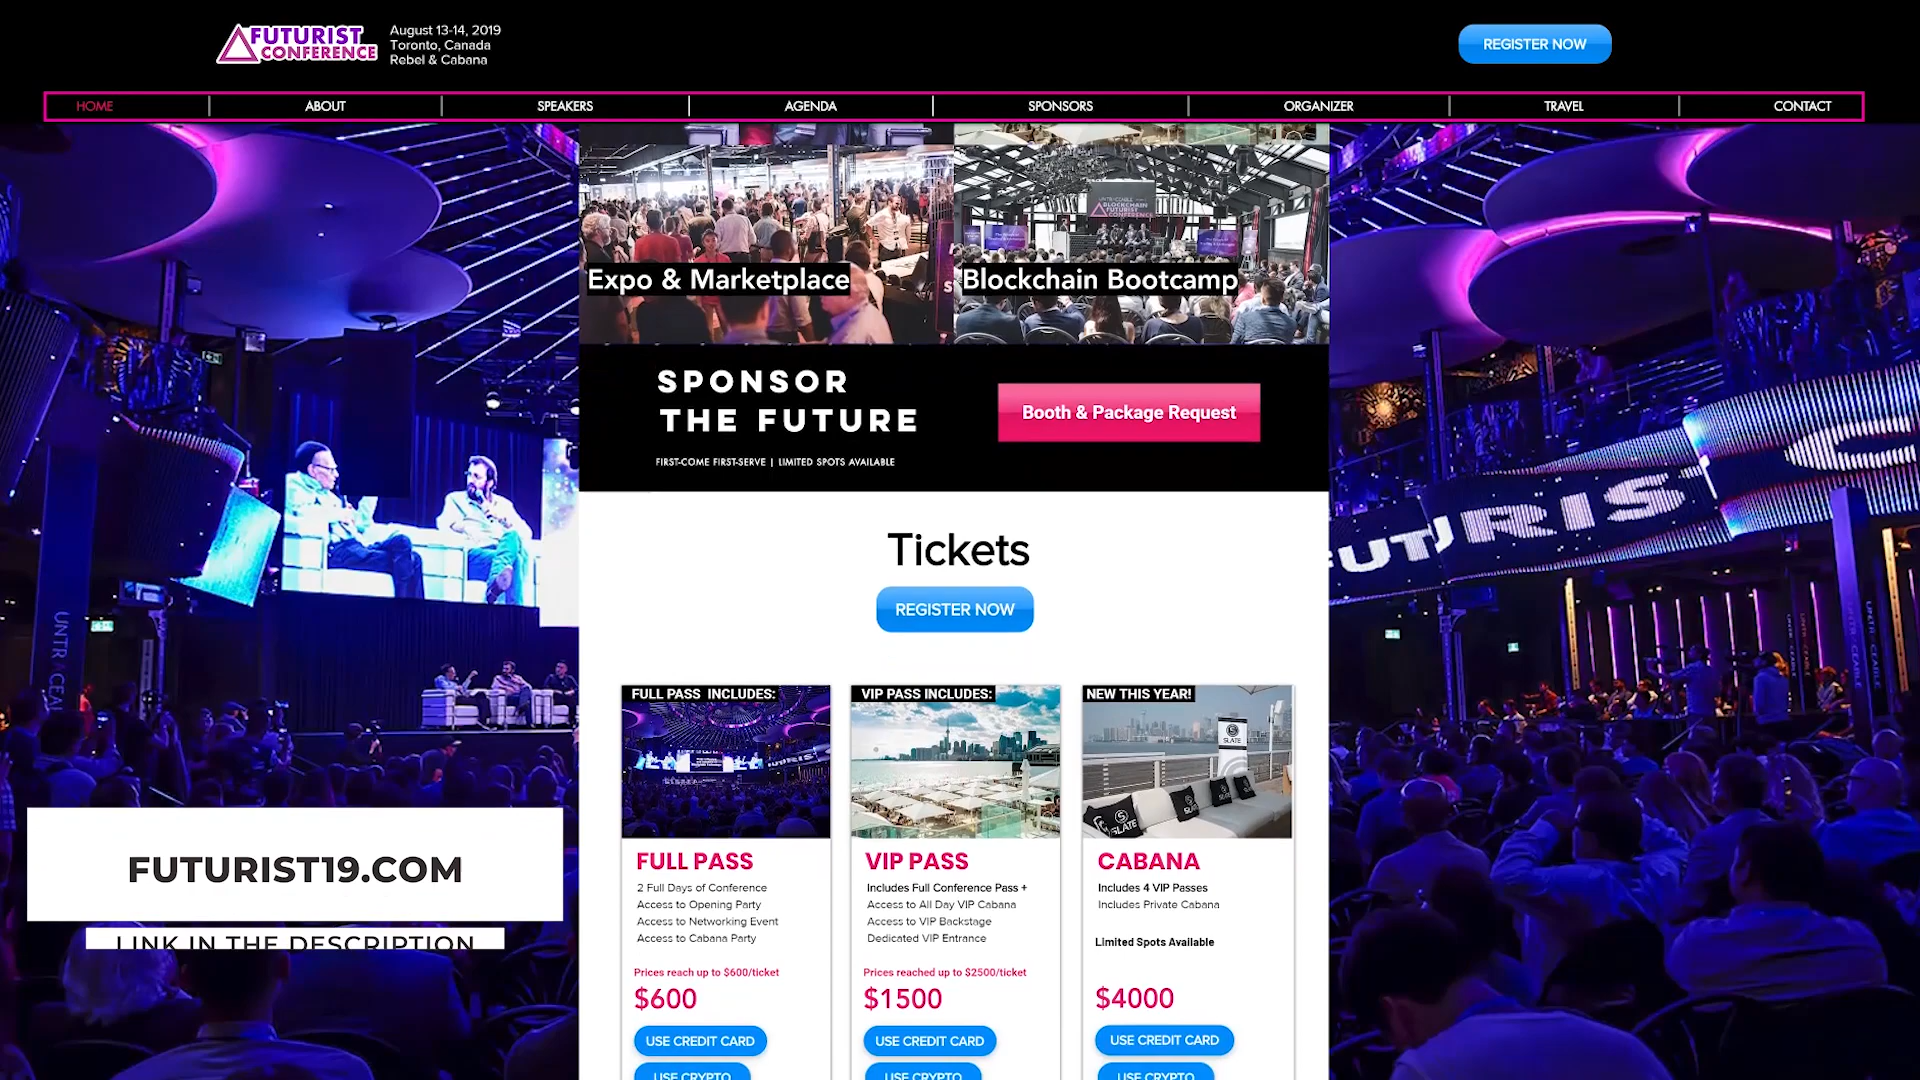 FUTURIST
CONFERENCE
August 13-14, 2019
Toronto, Canada
Rebel & Cabana
REGISTER NOW
HOME
ABOUT
SPEAKERS
AGENDA
SPONSORS
ORGANIZER
TRAVEL
CONTACT
BLOCKCHAIN
FUTURIST
CONFERENCE
Expo & Marketplace
Blockchain Bootcamp
SPONSOR
THE FUTURE
Booth & Package Request
FIRST-COME FIRST-SERVE | LIMITED SPOTS AVAILABLE
FUTURIST
Tickets
REGISTER NOW
FULL PASS INCLUDES:
FULL PASS
2 Full Days of Conference
Access to Opening Party
Access to Networking Event
Access to Cabana Party
Prices reach up to $600/ticket
$600
USE CREDIT CARD
USE CRYPTO
VIP PASS INCLUDES:
VIP PASS
Includes Full Conference Pass +
Access to All Day VIP Cabana
Access to VIP Backstage
Dedicated VIP Entrance
Prices reached up to $2500/ticket
$1500
USE CREDIT CARD
USE CRYPTO
NEW THIS YEAR!
SLATE
SLATE
CABANA
Includes 4 VIP Passes
Includes Private Cabana
Limited Spots Available
$4000
USE CREDIT CARD
USE CRYPTO
FUTURIST19.COM
LINK IN THE DESCRIPTION